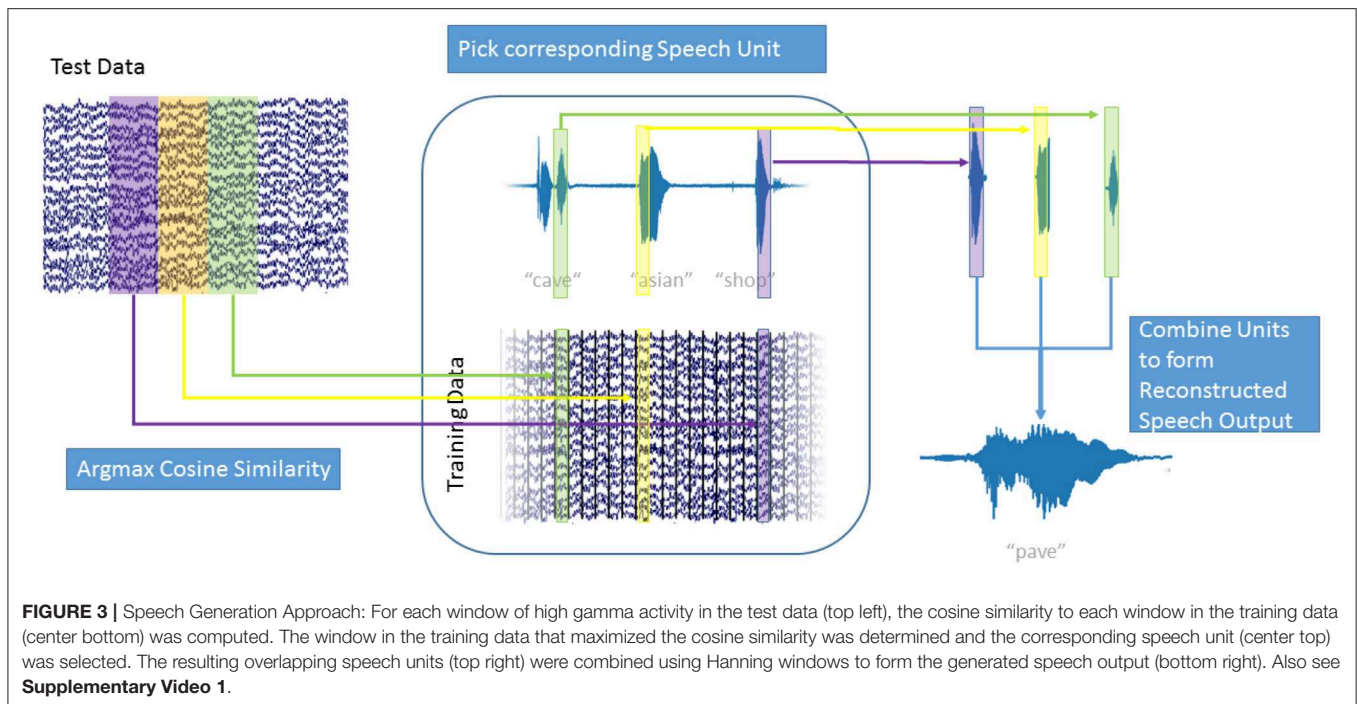 Pick corresponding Speech Unit
Test Data
“cave“
“asian”
“shop”
Training Data
Argmax Cosine Similarity
Combine Units
to form
Reconstructed
Speech Output
“pave”
FIGURE 3 | Speech Generation Approach: For each window of high gamma activity in the test data (top left), the cosine similarity to each window in the training data
(center bottom) was computed. The window in the training data that maximized the cosine similarity was determined and the corresponding speech unit (center top)
was selected. The resulting overlapping speech units (top right) were combined using Hanning windows to form the generated speech output (bottom right). Also see
Supplementary Video 1.